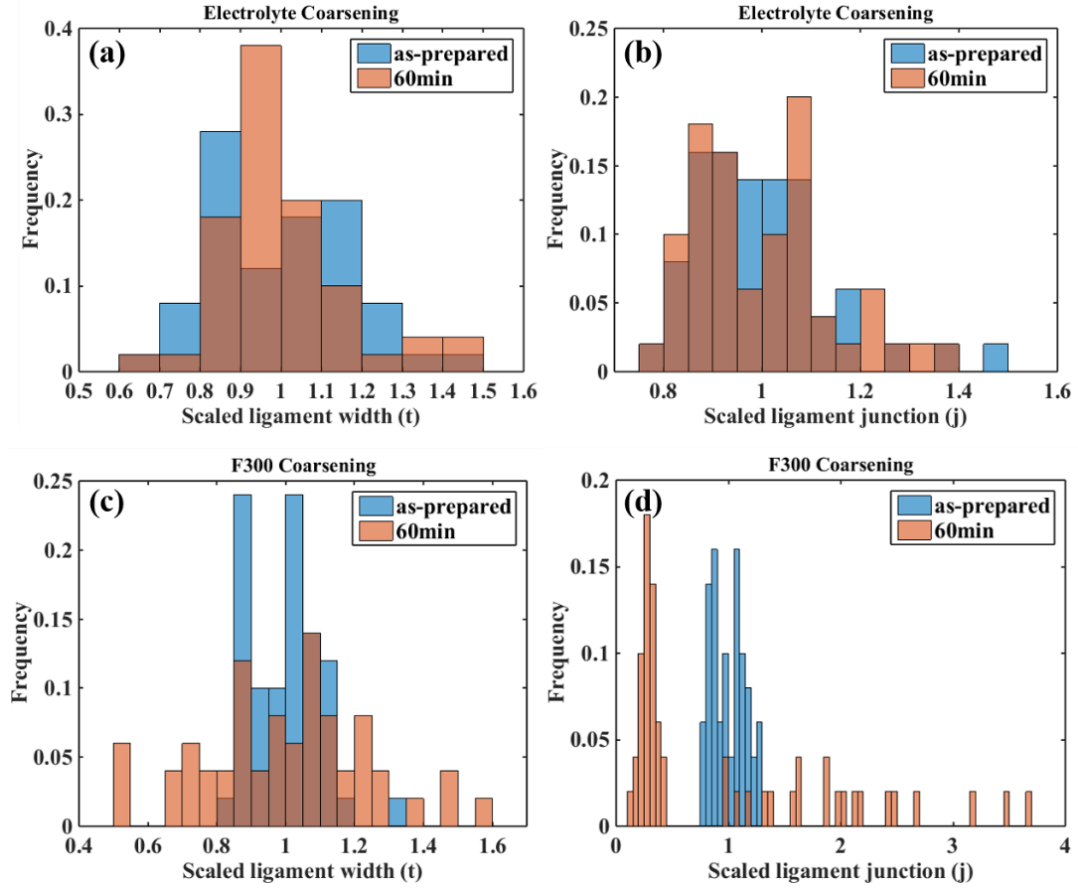 Electrolyte Coarsening
(a)
as-prepared
60min
Frequency
0.4
0.3
0.2
0.1
0
0.5 0.6 0.7 0.8 0.9 1 1.1 1.2 1.3 1.4 1.5 1.6
Scaled ligament width (t)
Electrolyte Coarsening
(b)
as-prepared
60min
Frequency
0.25
0.2
0.15
0.1
0.05
0
0.8 1 1.2 1.4 1.6
Scaled ligament junction (j)
F300 Coarsening
(c)
as-prepared
60min
Frequency
0.25
0.2
0.15
0.1
0.05
0
0.4 0.6 0.8 1 1.2 1.4 1.6
Scaled ligament width (t)
F300 Coarsening
(d)
as-prepared
60min
Frequency
0.2
0.15
0.1
0.05
0
0 1 2 3 4
Scaled ligament junction (j)